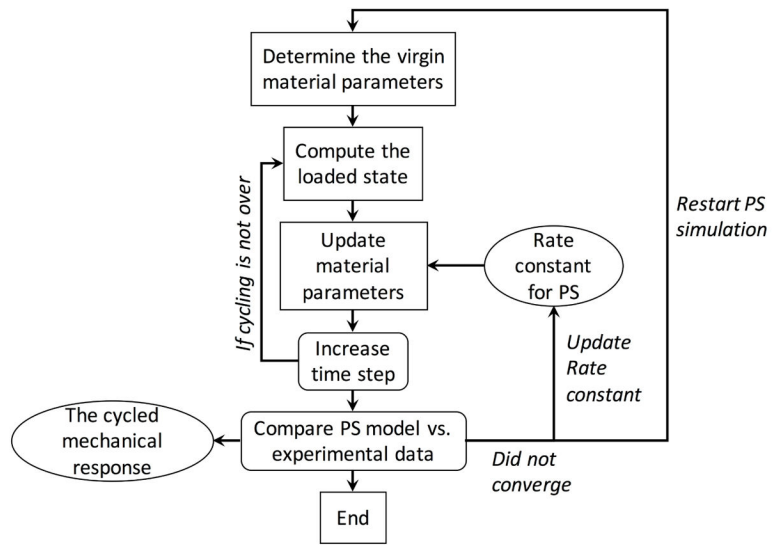 Determine the virgin
material parameters
Compute the
loaded state
If cycling is not over
Restart PS
simulation
Update
material
parameters
Rate
constant
for PS
Increase
time step
Update
Rate
constant
The cycled
mechanical
response
Compare PS model vs.
experimental data
Did not
converge
End